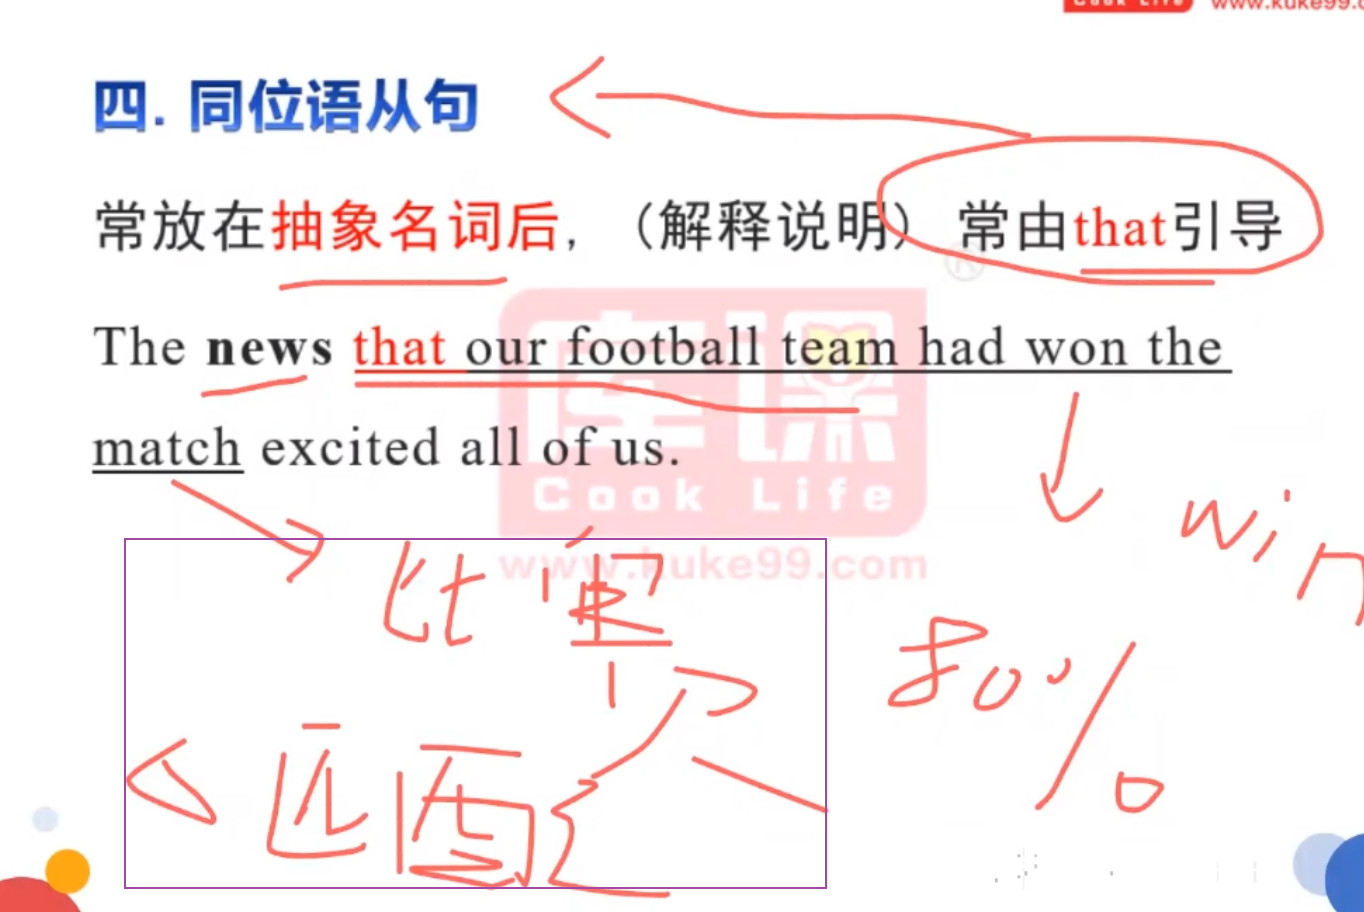 Cook Life www.kuke99.c
四. 同位语从句
常放在抽象名词后,（解释说明）常由that引导
The news that our football team had won the
match excited all of us.
库课
Cook Life
www.kuke99.com
win
比赛
80%
匹配